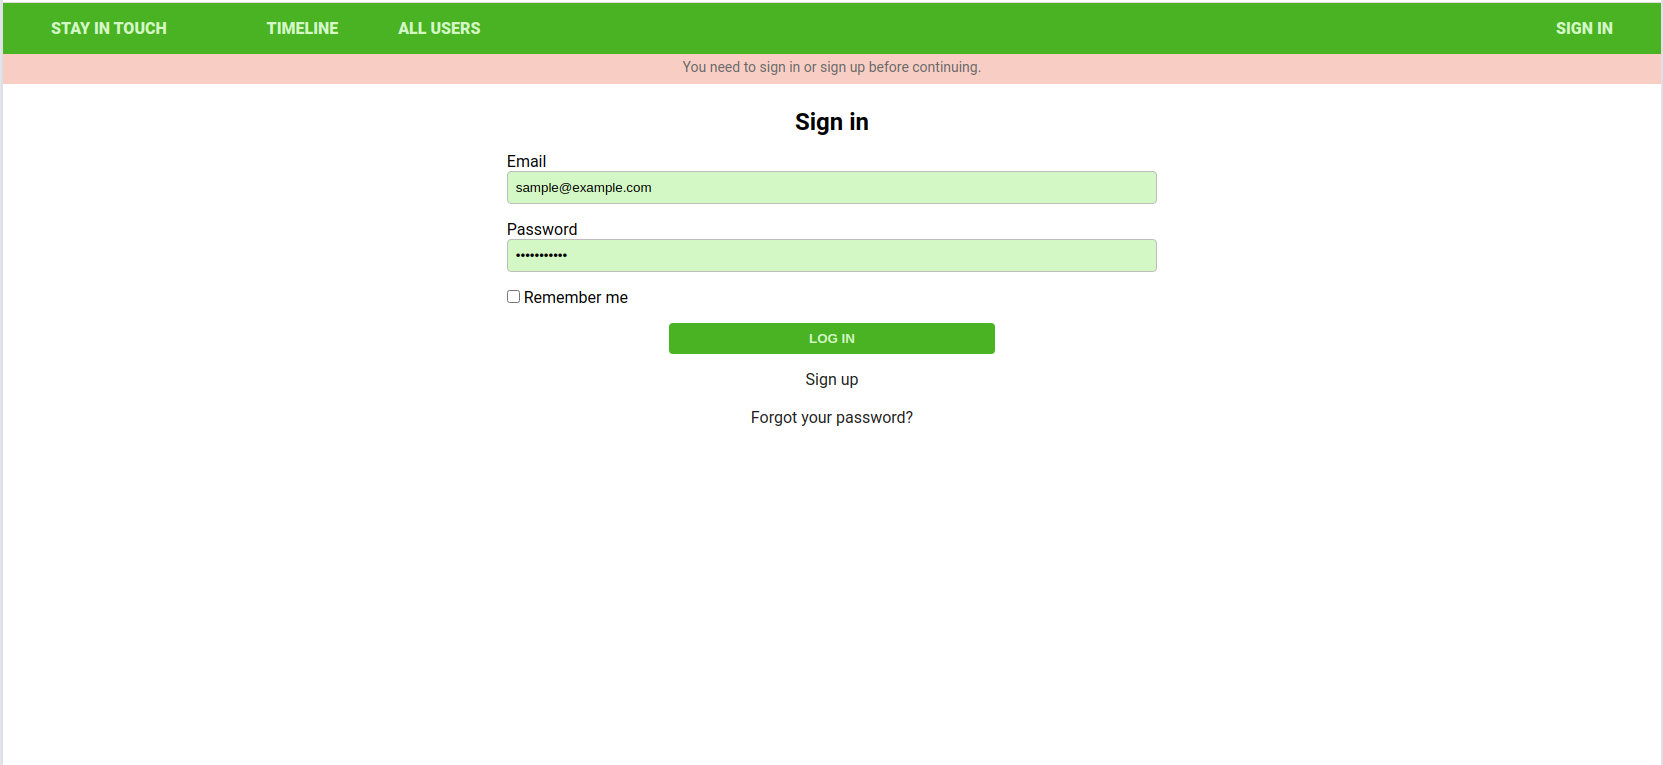 STAY IN TOUCH TIMELINE ALL USERS SIGN IN
You need to sign in or sign up before continuing.
Sign in
Email
sample@example.com
Password
•••••••••••
Remember me
LOG IN
Sign up
Forgot your password?